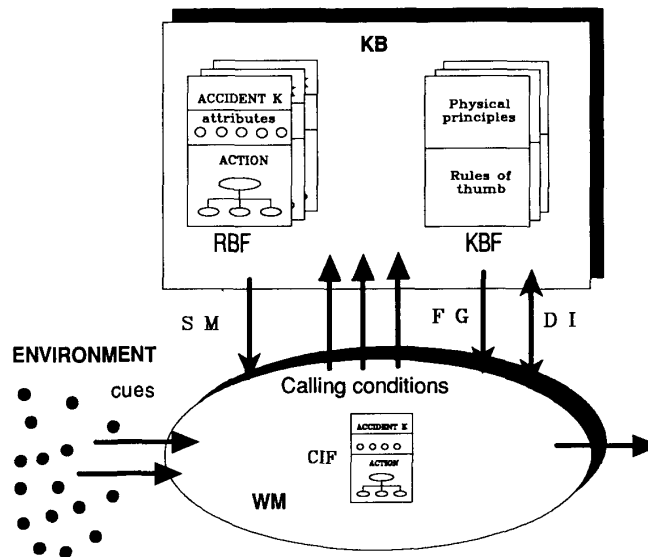 KB
ACCIDENT K
attributes
ACTION
RBF
Physical
principles
Rules of
thumb
KBF
S M
F G
D I
ENVIRONMENT
cues
Calling conditions
CIF
ACCIDENT K
ACTION
WM